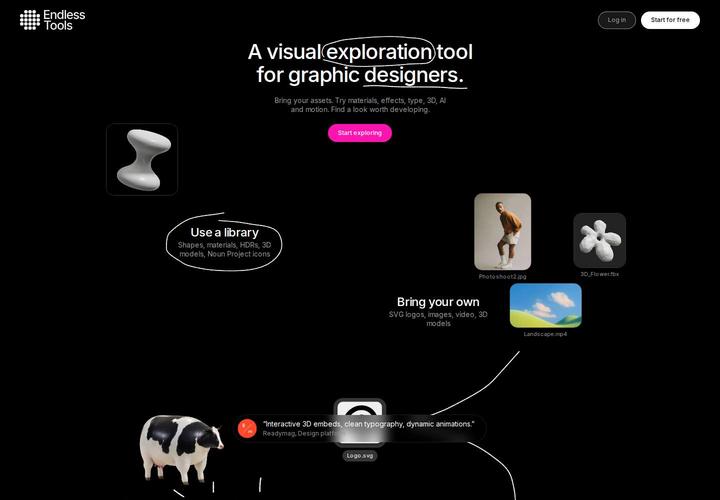 Endless
Tools
Log in
Start for free
A visual exploration tool
for graphic designers.
Bring your assets. Try materials, effects, type, 3D, AI
and motion. Find a look worth developing.
Start exploring
Use a library
Shapes, materials, HDRs, 3D
models, Noun Project icons
Photoshoot2.jpg
3D_Flower.fbx
Bring your own
SVG logos, images, video, 3D
models
Landscape.mp4
"Interactive 3D embeds, clean typography, dynamic animations."
Readymag, Design
Logo.svg